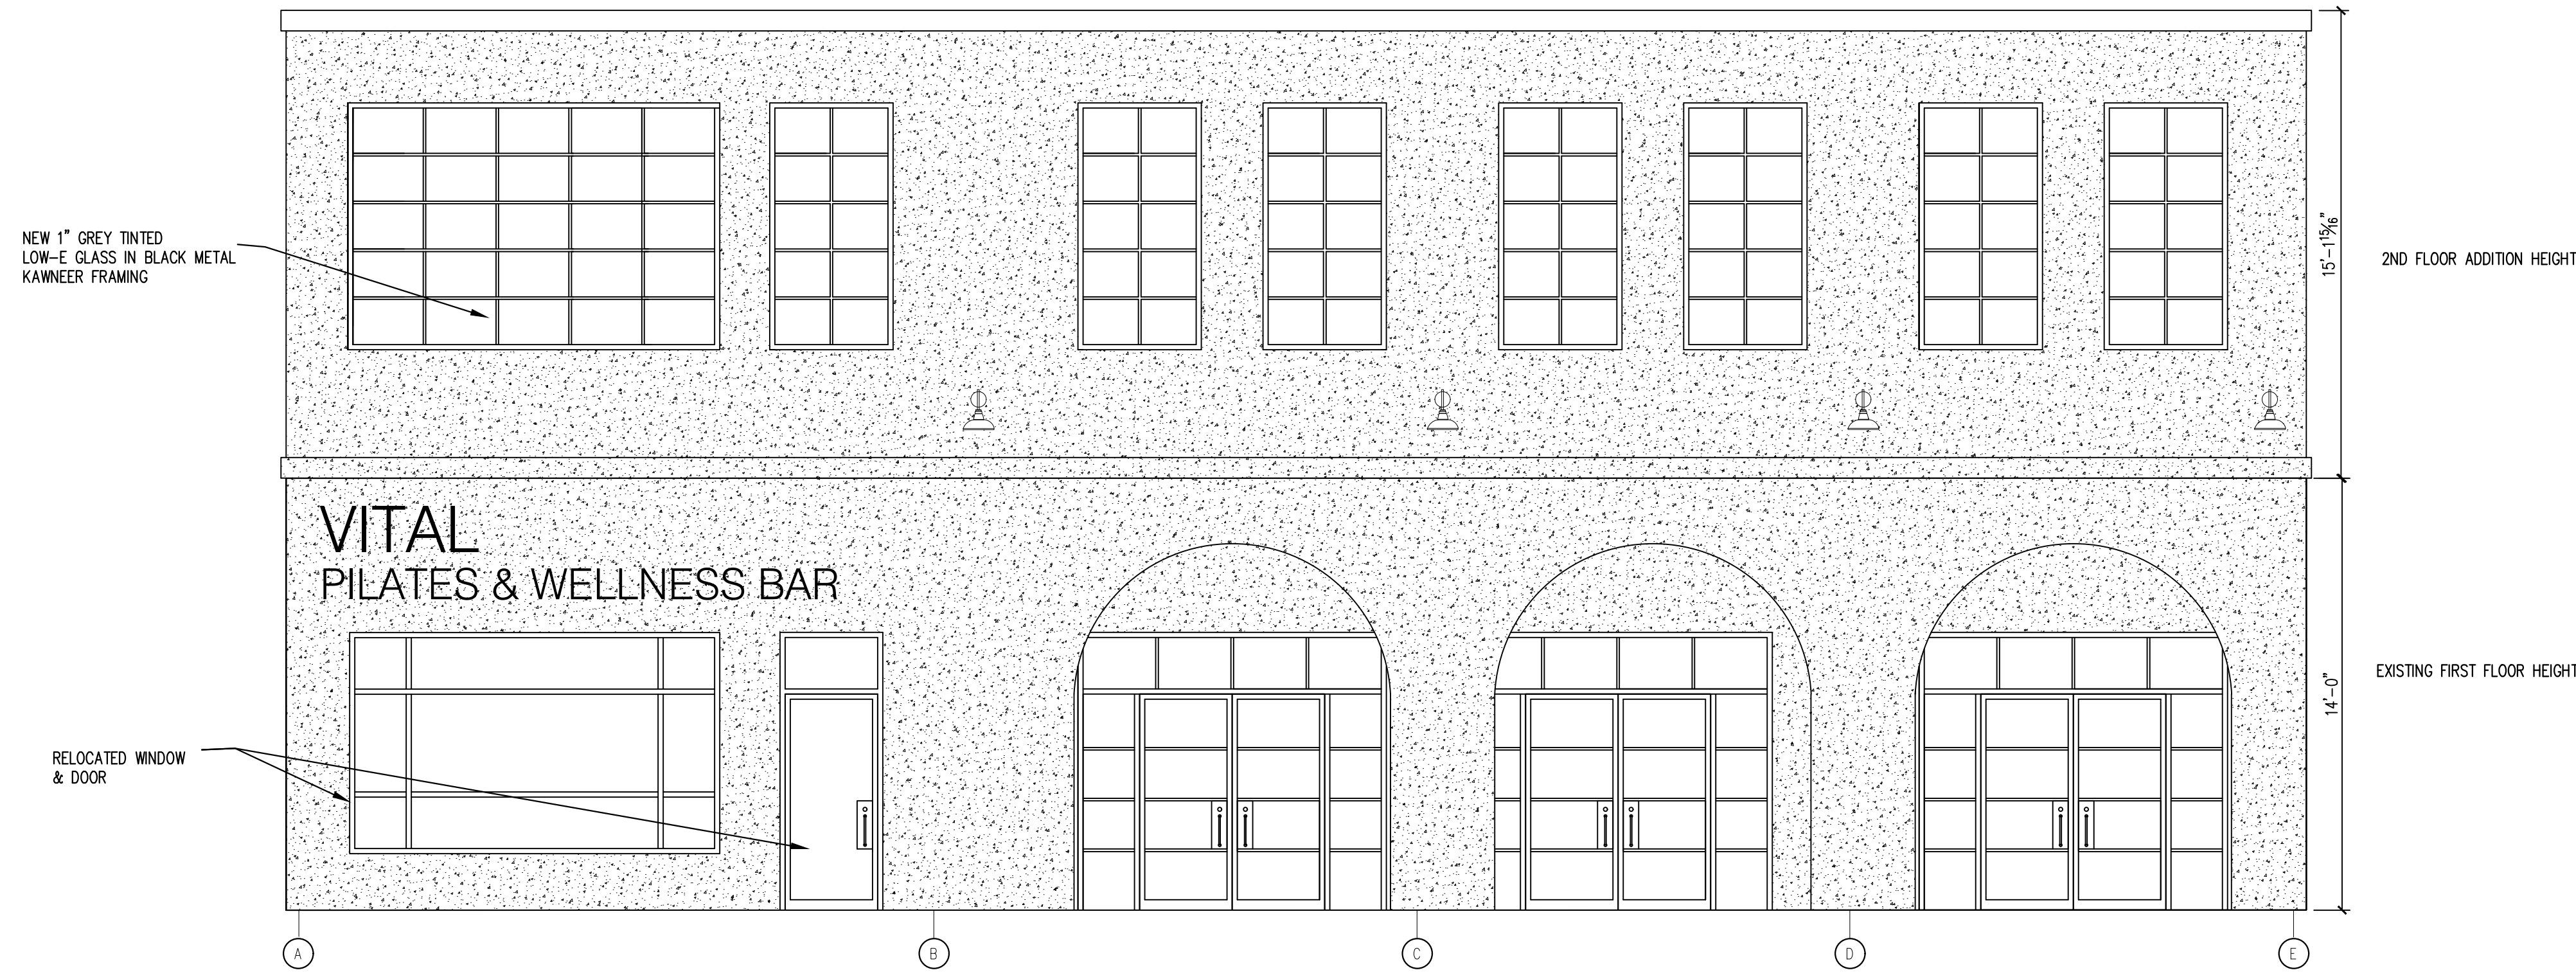 NEW 1" GREY TINTED
LOW-E GLASS IN BLACK METAL
KAWNEER FRAMING
15'-1 15/16"
2ND FLOOR ADDITION HEIGHT
VITAL
PILATES & WELLNESS BAR
14'-0"
EXISTING FIRST FLOOR HEIGHT
RELOCATED WINDOW
& DOOR
A
B
C
D
E